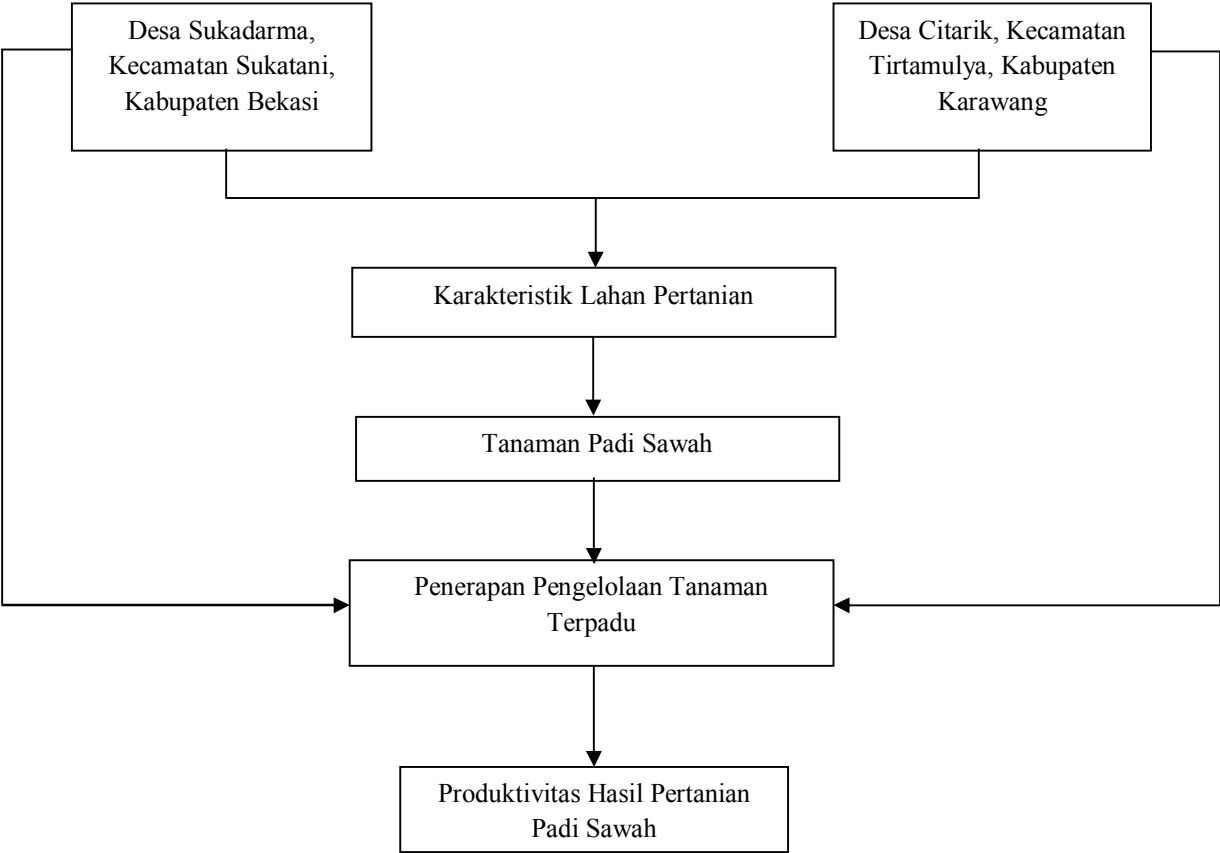 Desa Sukadarma,
Kecamatan Sukatani,
Kabupaten Bekasi
Desa Citarik, Kecamatan
Tirtamulya, Kabupaten
Karawang
Karakteristik Lahan Pertanian
Tanaman Padi Sawah
Penerapan Pengelolaan Tanaman
Terpadu
Produktivitas Hasil Pertanian
Padi Sawah